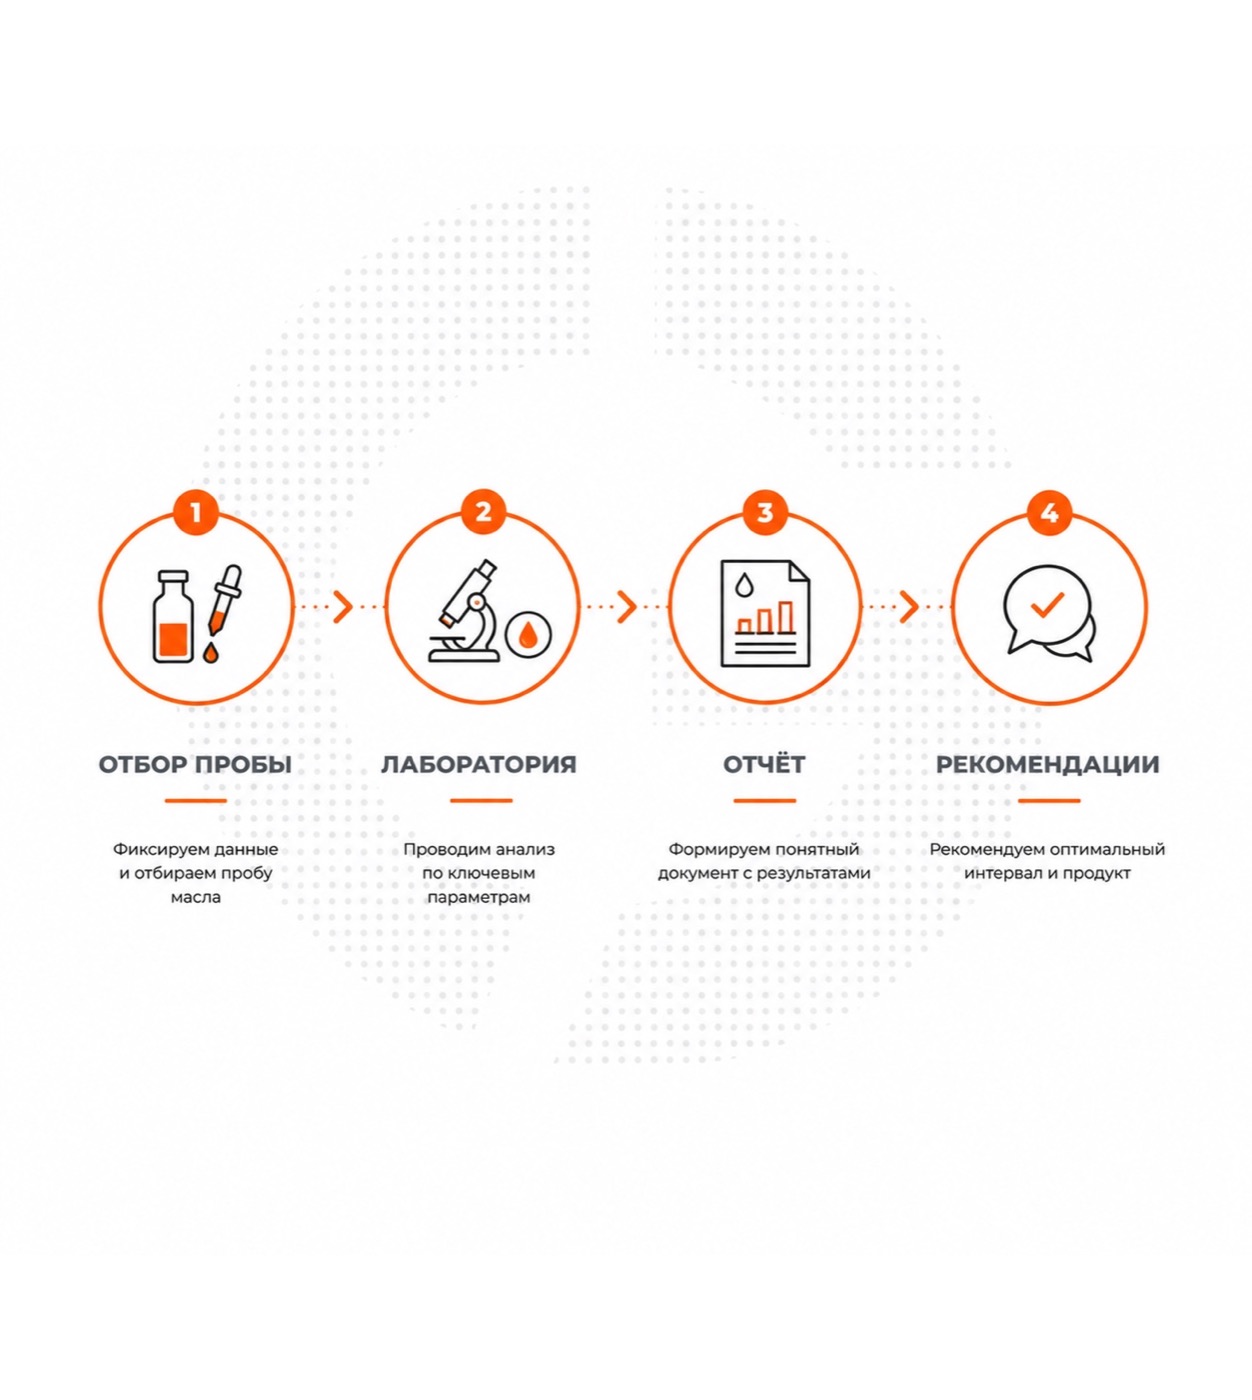 1
ОТБОР ПРОБЫ
Фиксируем данные
и отбираем пробу
масла
2
ЛАБОРАТОРИЯ
Проводим анализ
по ключевым
параметрам
3
ОТЧЁТ
Формируем понятный
документ с результатами
4
РЕКОМЕНДАЦИИ
Рекомендуем оптимальный
интервал и продукт